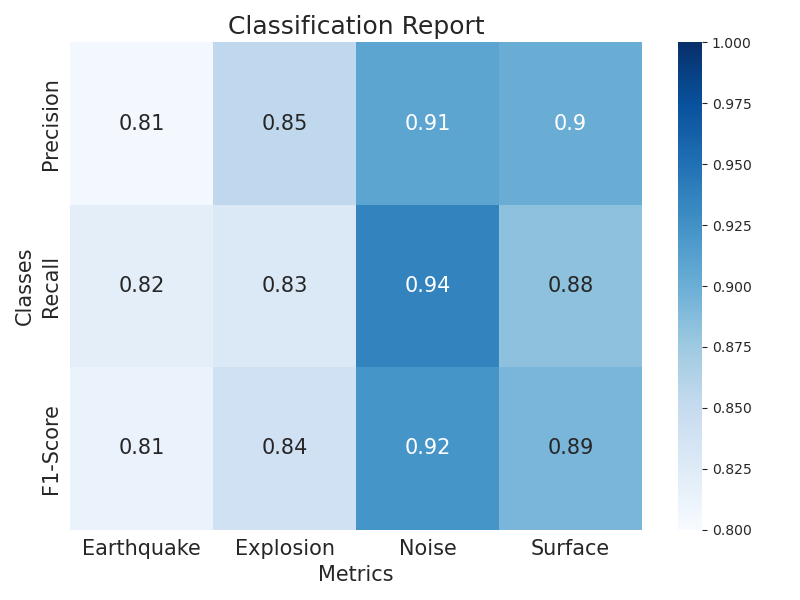 Classification Report
Classes
Precision
0.81 0.85 0.91 0.9
Recall
0.82 0.83 0.94 0.88
F1-Score
0.81 0.84 0.92 0.89
Earthquake Explosion Noise Surface
Metrics
1.000
0.975
0.950
0.925
0.900
0.875
0.850
0.825
0.800